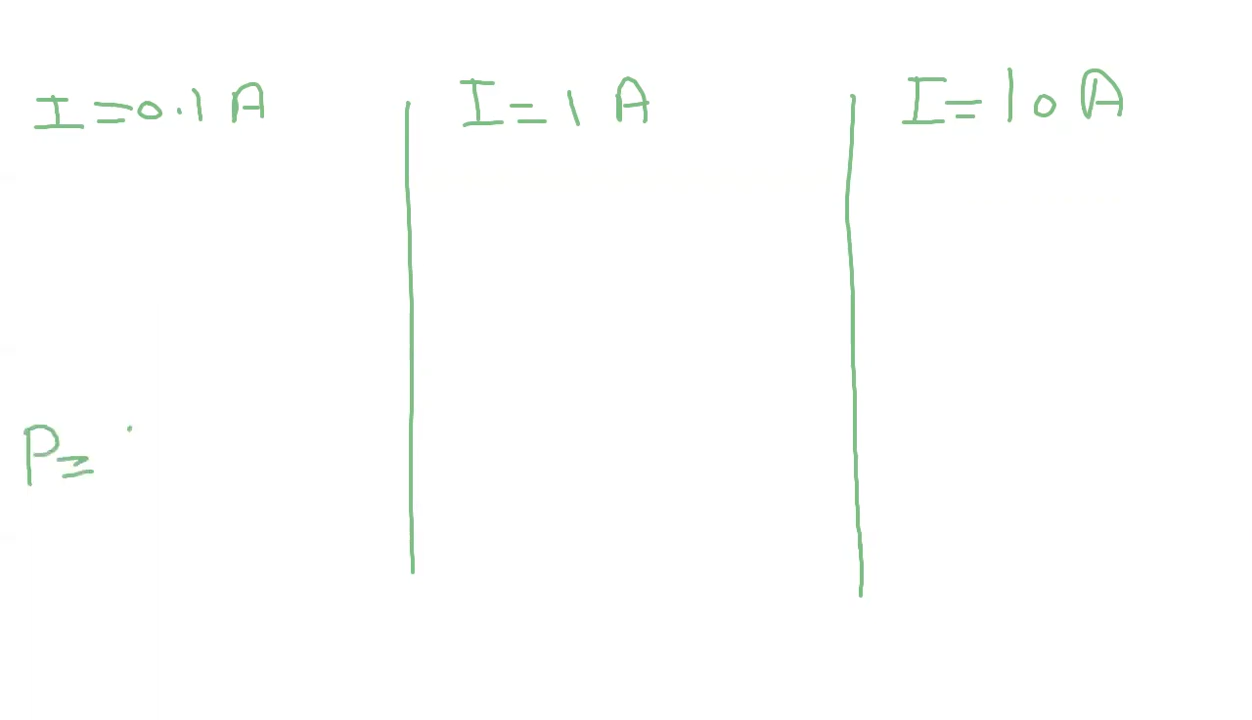 I = 0.1 A
I = 1 A
I = 10 A
P =